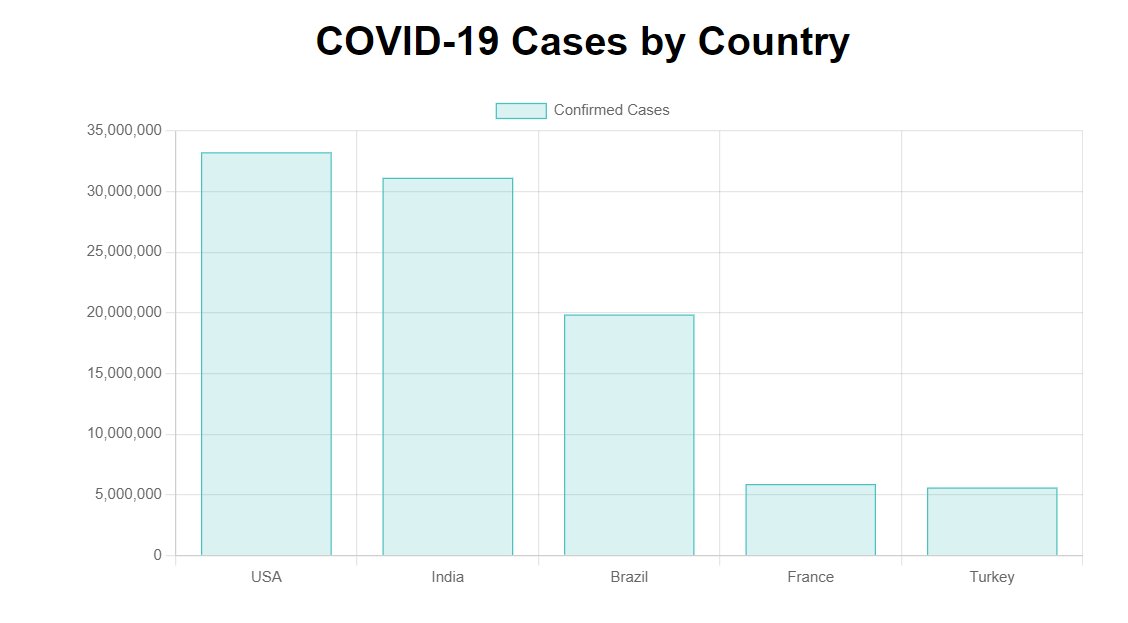 COVID-19 Cases by Country
Confirmed Cases
35,000,000
30,000,000
25,000,000
20,000,000
15,000,000
10,000,000
5,000,000
0
USA India Brazil France Turkey